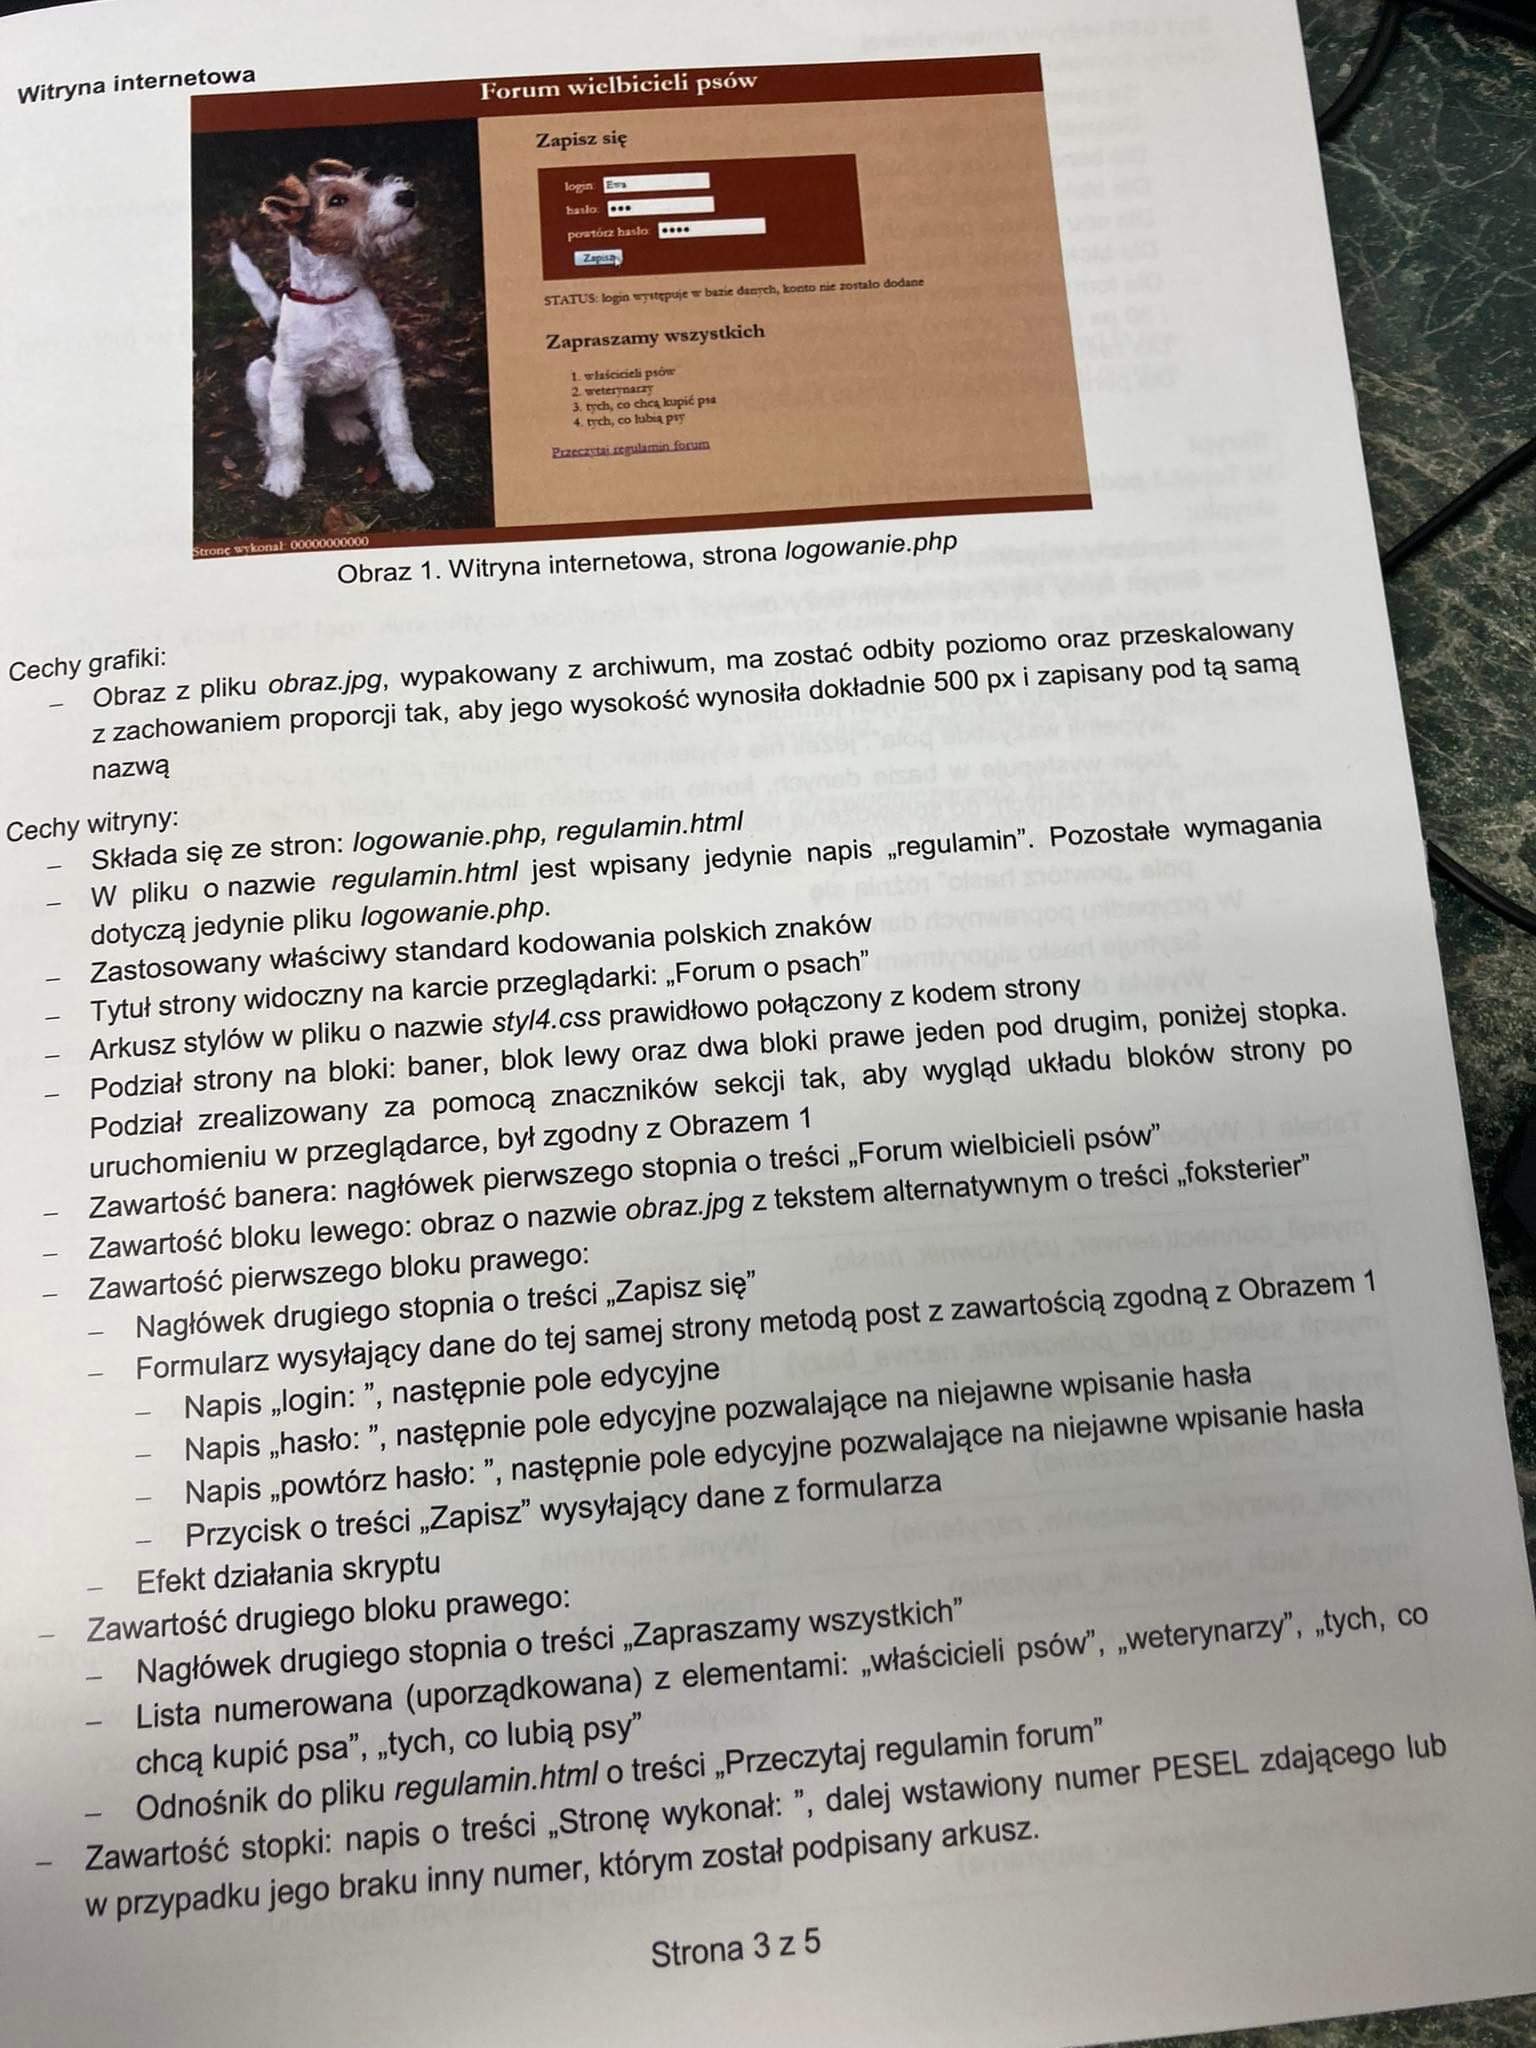 Witryna internetowa
Forum wielbicieli psów
Zapisz się
login: Ewa
hasło: •••
powtórz hasło: ••••
Zapisz
STATUS: login występuje w bazie danych, konto nie zostało dodane
Zapraszamy wszystkich
1. właścicieli psów
2. weterynarzy
3. tych, co chcą kupić psa
4. tych, co lubią psy
Przeczytaj regulamin forum
Stronę wykonał: 00000000000
Obraz 1. Witryna internetowa, strona logowanie.php
Cechy grafiki:
– Obraz z pliku obraz.jpg, wypakowany z archiwum, ma zostać odbity poziomo oraz przeskalowany
z zachowaniem proporcji tak, aby jego wysokość wynosiła dokładnie 500 px i zapisany pod tą samą
nazwą
Cechy witryny:
– Składa się ze stron: logowanie.php, regulamin.html
– W pliku o nazwie regulamin.html jest wpisany jedynie napis „regulamin”. Pozostałe wymagania
dotyczą jedynie pliku logowanie.php.
– Zastosowany właściwy standard kodowania polskich znaków
– Tytuł strony widoczny na karcie przeglądarki: „Forum o psach”
– Arkusz stylów w pliku o nazwie styl4.css prawidłowo połączony z kodem strony
– Podział strony na bloki: baner, blok lewy oraz dwa bloki prawe jeden pod drugim, poniżej stopka.
Podział zrealizowany za pomocą znaczników sekcji tak, aby wygląd układu bloków strony po
uruchomieniu w przeglądarce, był zgodny z Obrazem 1
– Zawartość banera: nagłówek pierwszego stopnia o treści „Forum wielbicieli psów”
– Zawartość bloku lewego: obraz o nazwie obraz.jpg z tekstem alternatywnym o treści „foksterier”
– Zawartość pierwszego bloku prawego:
– Nagłówek drugiego stopnia o treści „Zapisz się”
– Formularz wysyłający dane do tej samej strony metodą post z zawartością zgodną z Obrazem 1
– Napis „login: ”, następnie pole edycyjne
– Napis „hasło: ”, następnie pole edycyjne pozwalające na niejawne wpisanie hasła
– Napis „powtórz hasło: ”, następnie pole edycyjne pozwalające na niejawne wpisanie hasła
– Przycisk o treści „Zapisz” wysyłający dane z formularza
– Efekt działania skryptu
– Zawartość drugiego bloku prawego:
– Nagłówek drugiego stopnia o treści „Zapraszamy wszystkich”
– Lista numerowana (uporządkowana) z elementami: „właścicieli psów”, „weterynarzy”, „tych, co
chcą kupić psa”, „tych, co lubią psy”
– Odnośnik do pliku regulamin.html o treści „Przeczytaj regulamin forum”
– Zawartość stopki: napis o treści „Stronę wykonał: ”, dalej wstawiony numer PESEL zdającego lub
w przypadku jego braku inny numer, którym został podpisany arkusz.
Strona 3 z 5